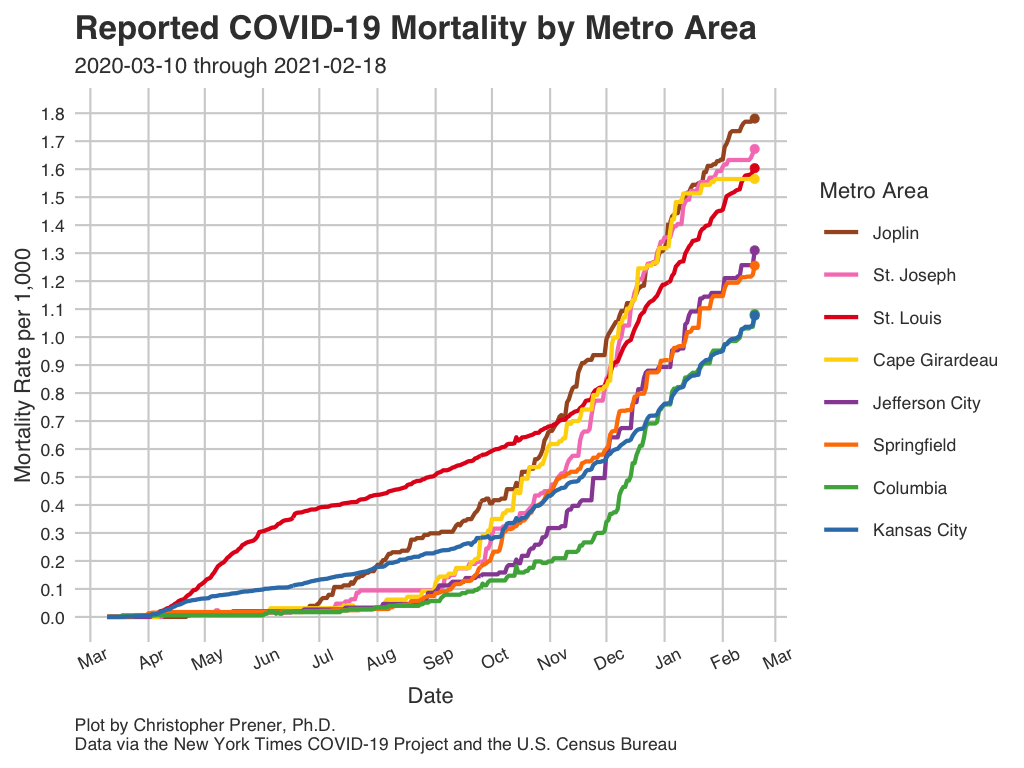 Reported COVID-19 Mortality by Metro Area
2020-03-10 through 2021-02-18
Mortality Rate per 1,000
1.8
1.7
1.6
1.5
1.4
1.3
1.2
1.1
1.0
0.9
0.8
0.7
0.6
0.5
0.4
0.3
0.2
0.1
0.0
Mar Apr May Jun Jul Aug Sep Oct Nov Dec Jan Feb Mar
Date
Metro Area
Joplin
St. Joseph
St. Louis
Cape Girardeau
Jefferson City
Springfield
Columbia
Kansas City
Plot by Christopher Prener, Ph.D.
Data via the New York Times COVID-19 Project and the U.S. Census Bureau